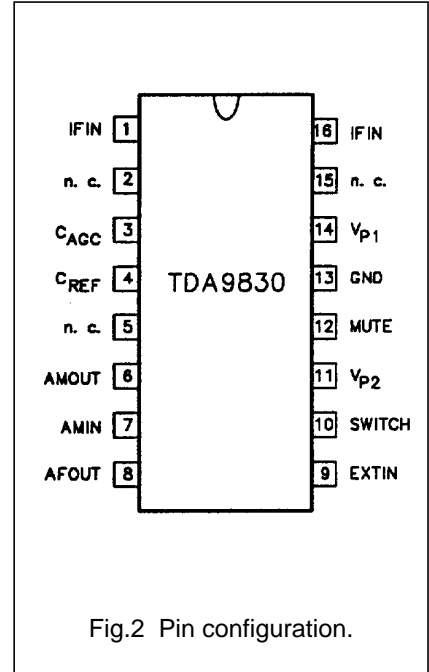 IFIN 1 16 IFIN
n. c. 2 15 n. c.
CAGC 3 14 VP1
CREF 4 TDA9830 13 GND
n. c. 5 12 MUTE
AMOUT 6 11 VP2
AMIN 7 10 SWITCH
AFOUT 8 9 EXTIN
Fig.2 Pin configuration.